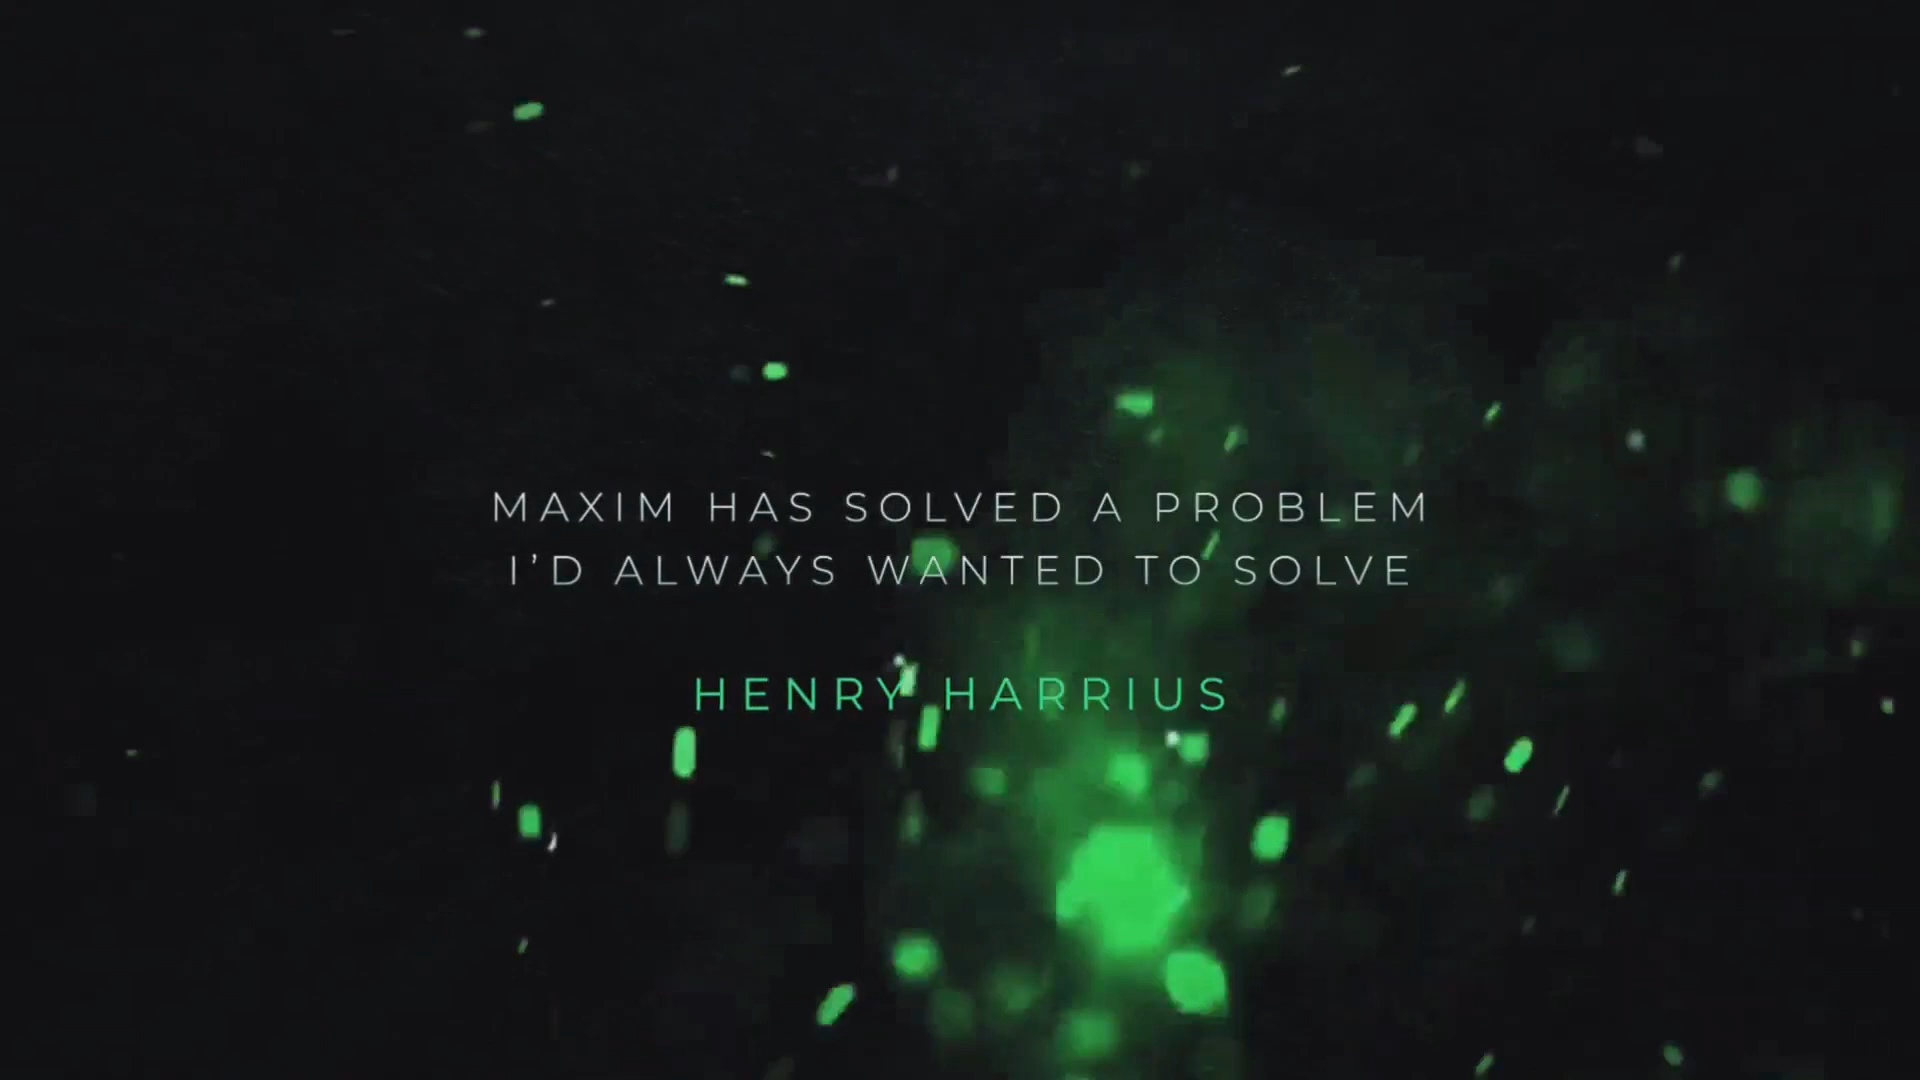 MAXIM HAS SOLVED A PROBLEM
I’D ALWAYS WANTED TO SOLVE
HENRY HARRIUS